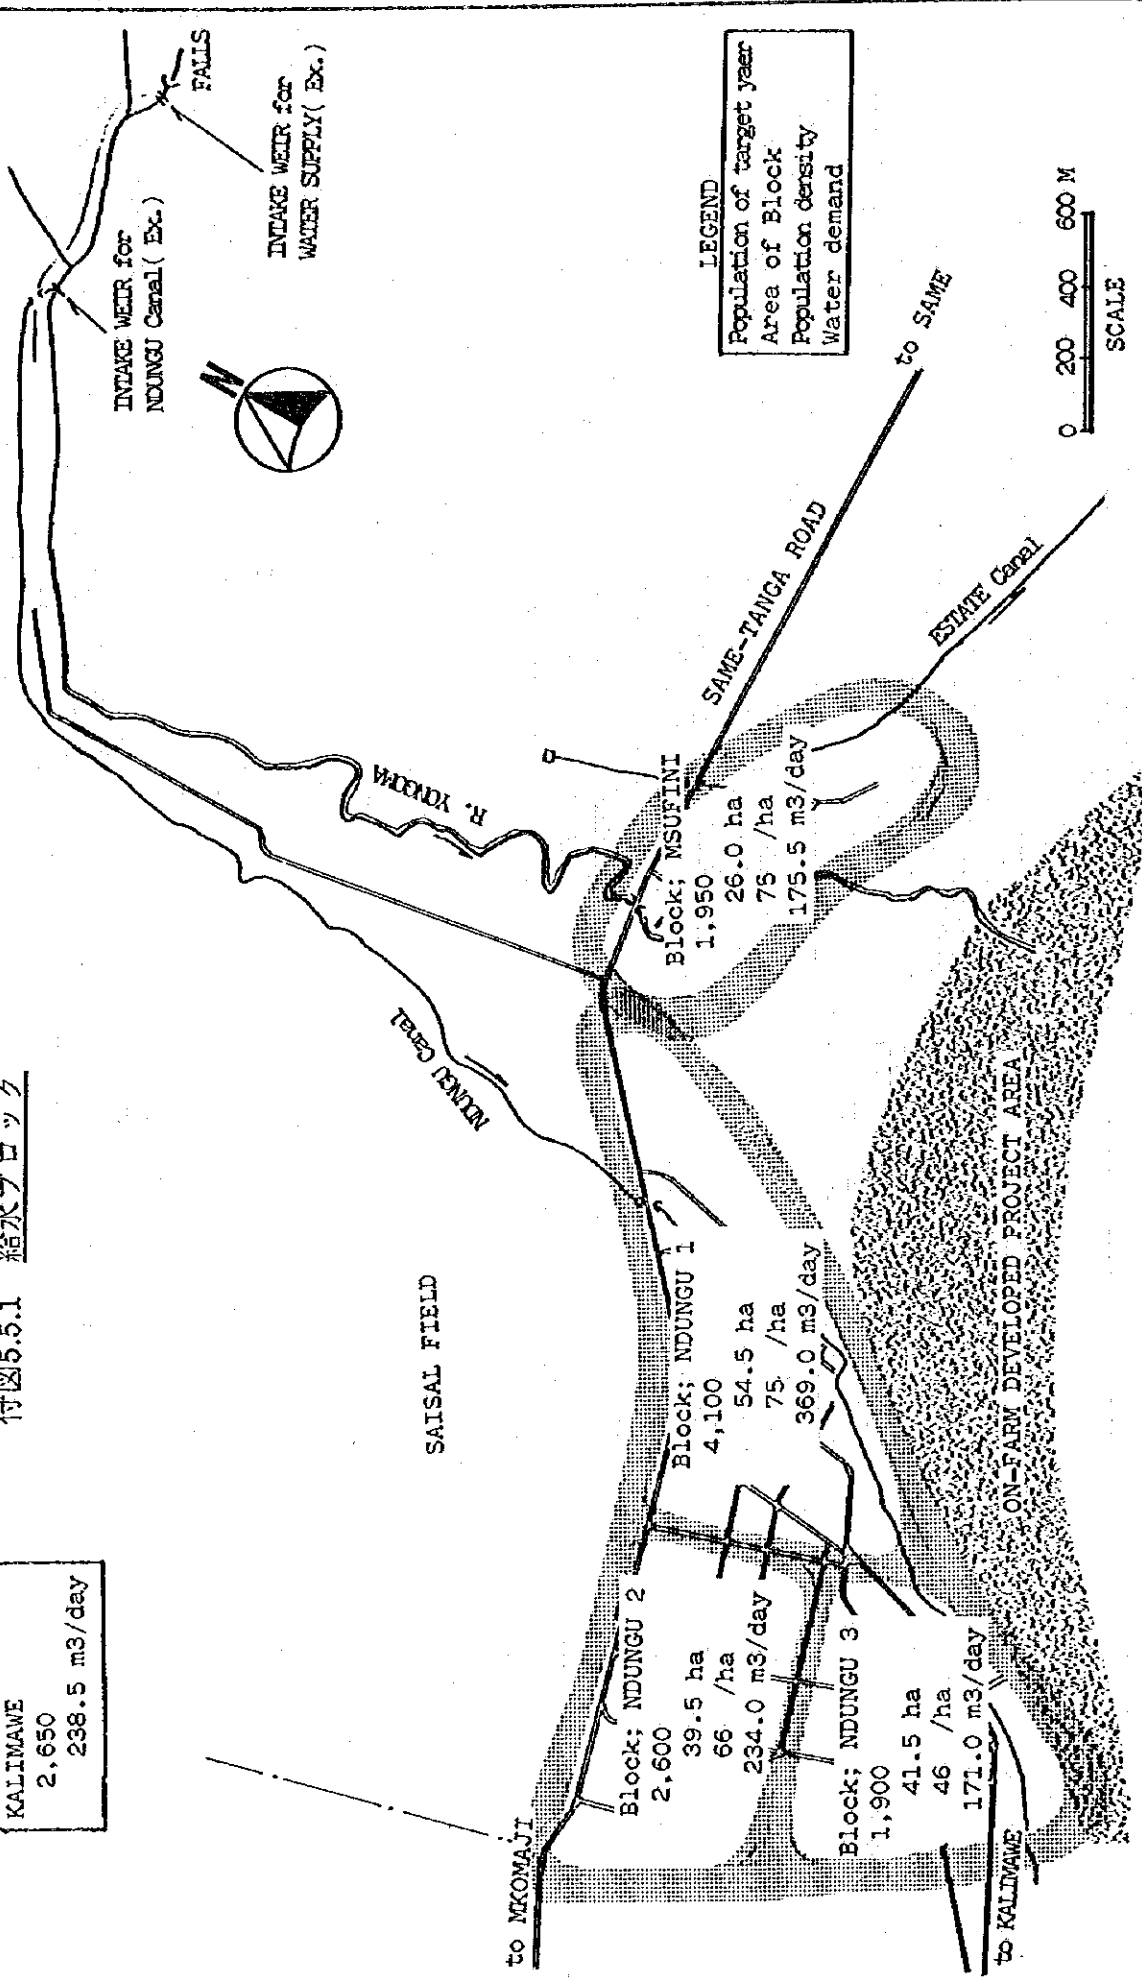 付図5.5.1 給水ブロック
KALIMAWE
2,650
238.5 m3/day
FALLS
INTAKE WEIR for
WATER SUPPLY( Ex.)
INTAKE WEIR for
NDUNGU Canal( Ex.)
N
LEGEND
Population of target yaer
Area of Block
Population density
Water demand
to SAME
0 200 400 600 M
SCALE
SAME-TANGA ROAD
ESTATE Canal
R. YONGOMA
NDUNGU Canal
SAISAL FIELD
Block; MSUFINI
1,950
26.0 ha
75 /ha
175.5 m3/day
Block; NDUNGU 1
4,100
54.5 ha
75 /ha
369.0 m3/day
Block; NDUNGU 2
2,600
39.5 ha
66 /ha
234.0 m3/day
Block; NDUNGU 3
1,900
41.5 ha
46 /ha
171.0 m3/day
ON-FARM DEVELOPED PROJECT AREA
to MKOMAJI
to KALIMAWE